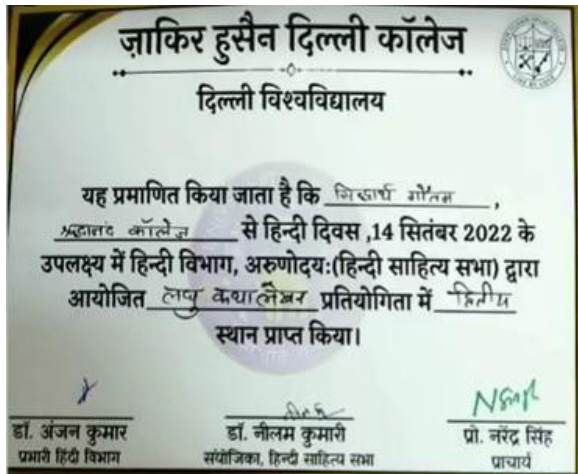 ज़ाकिर हुसैन दिल्ली कॉलेज
दिल्ली विश्वविद्यालय
यह प्रमाणित किया जाता है कि सिद्धार्थ गौतम ,
श्रद्धानंद कॉलेज से हिन्दी दिवस ,14 सितंबर 2022 के
उपलक्ष्य में हिन्दी विभाग, अरुणोदय:(हिन्दी साहित्य सभा) द्वारा
आयोजित लघु कथा लेखन प्रतियोगिता में द्वितीय
स्थान प्राप्त किया।
डॉ. अंजन कुमार
प्रभारी हिंदी विभाग
डॉ. नीलम कुमारी
संयोजिका, हिन्दी साहित्य सभा
प्रो. नरेंद्र सिंह
प्राचार्य